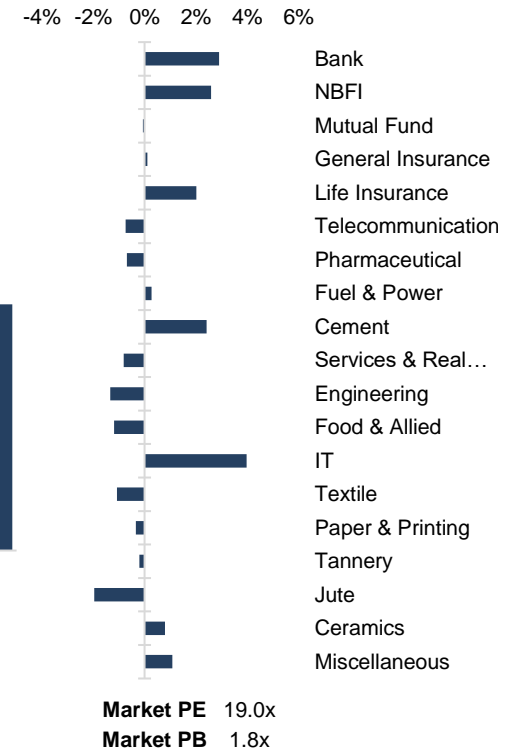 -4% -2% 0% 2% 4% 6%
Bank
NBFI
Mutual Fund
General Insurance
Life Insurance
Telecommunication
Pharmaceutical
Fuel & Power
Cement
Services & Real…
Engineering
Food & Allied
IT
Textile
Paper & Printing
Tannery
Jute
Ceramics
Miscellaneous
Market PE 19.0x
Market PB 1.8x